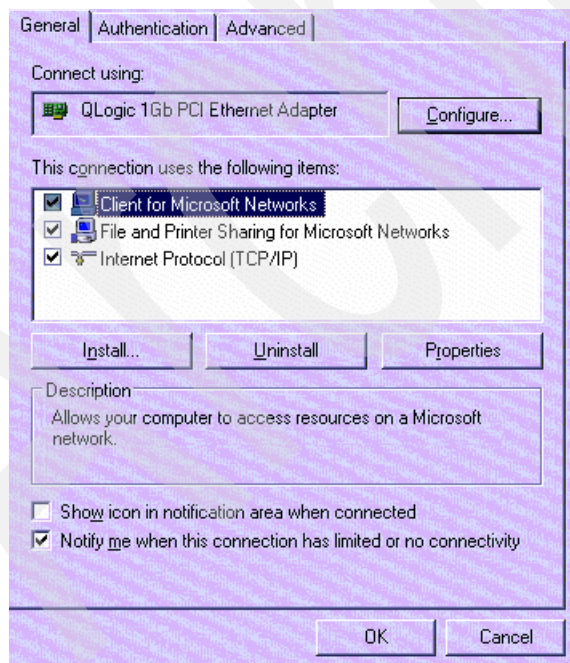 General Authentication Advanced
Connect using:
QLogic 1Gb PCI Ethernet Adapter Configure...
This connection uses the following items:
Client for Microsoft Networks
File and Printer Sharing for Microsoft Networks
Internet Protocol (TCP/IP)
Install... Uninstall Properties
Description
Allows your computer to access resources on a Microsoft
network.
Show icon in notification area when connected
Notify me when this connection has limited or no connectivity
OK Cancel